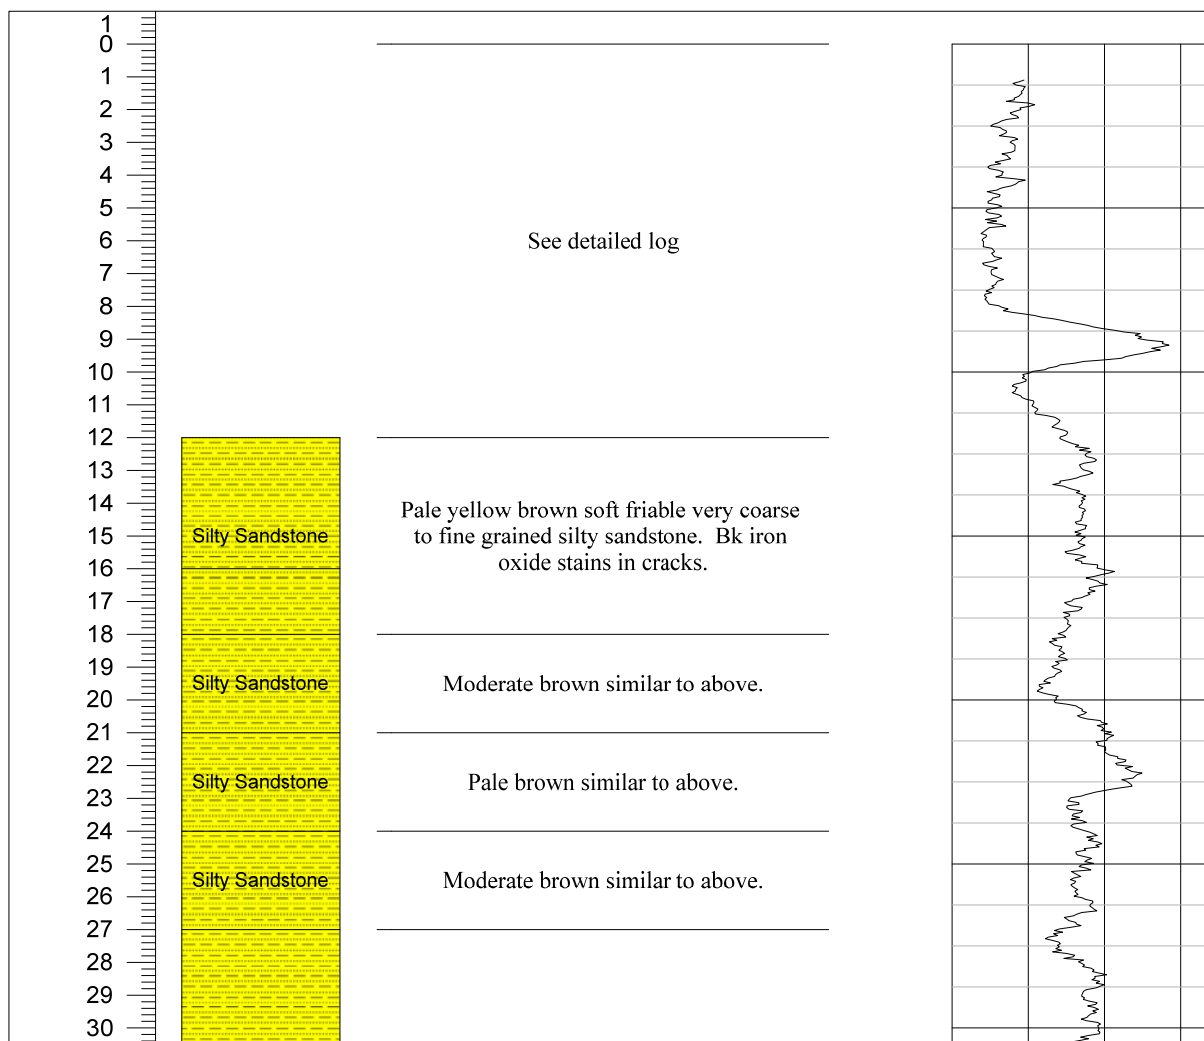 1
0
1
2
3
4
5
6
See detailed log
7
8
9
10
11
12
13
14
Pale yellow brown soft friable very coarse
15
Silty Sandstone
to fine grained silty sandstone.  Bk iron
oxide stains in cracks.
16
17
18
19
Silty Sandstone
Moderate brown similar to above.
20
21
22
Silty Sandstone
Pale brown similar to above.
23
24
25
Silty Sandstone
Moderate brown similar to above.
26
27
28
29
30